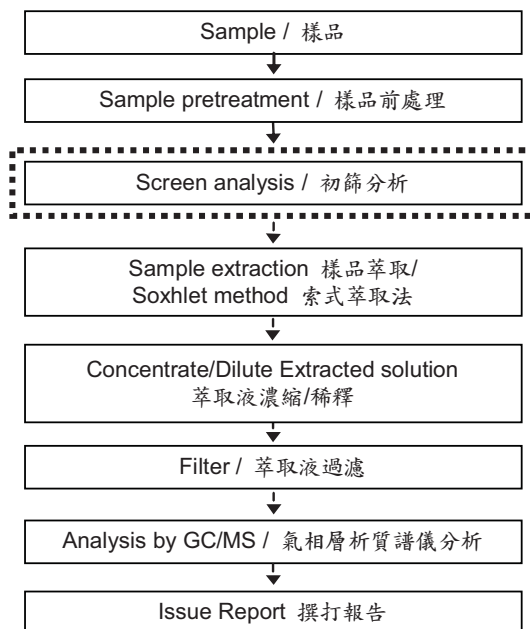 Sample / 樣品
Sample pretreatment / 樣品前處理
Screen analysis / 初篩分析
Sample extraction 樣品萃取/
Soxhlet method 索式萃取法
Concentrate/Dilute Extracted solution
萃取液濃縮/稀釋
Filter / 萃取液過濾
Analysis by GC/MS / 氣相層析質譜儀分析
Issue Report 撰打報告